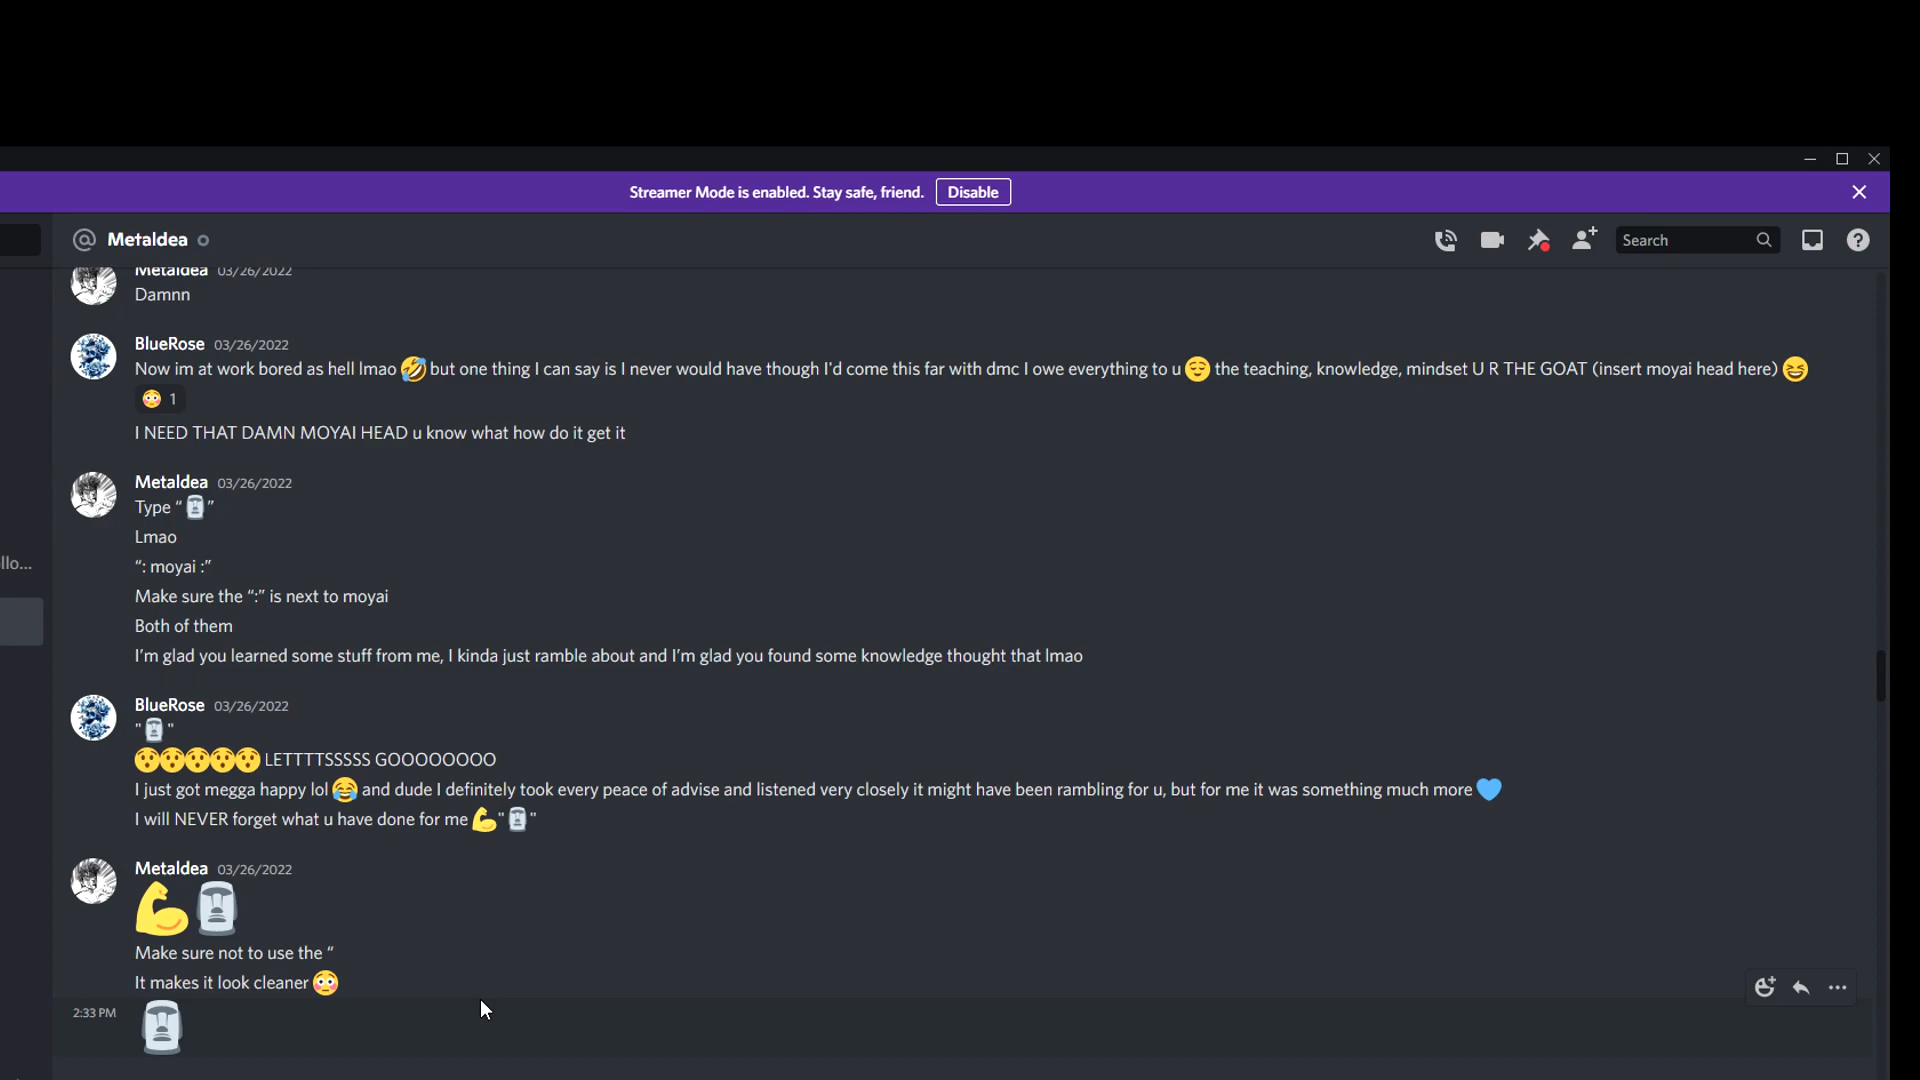 Streamer Mode is enabled. Stay safe, friend. Disable
Metaldea
Search
Metaldea 03/26/2022
Damnn
BlueRose 03/26/2022
Now im at work bored as hell lmao 🤣 but one thing I can say is I never would have though I'd come this far with dmc I owe everything to u 😌 the teaching, knowledge, mindset U R THE GOAT (insert moyai head here) 😆
😳 1
I NEED THAT DAMN MOYAI HEAD u know what how do it get it
Metaldea 03/26/2022
Type “🗿”
Lmao
“: moyai :”
Make sure the “:” is next to moyai
llo...
Both of them
I’m glad you learned some stuff from me, I kinda just ramble about and I’m glad you found some knowledge thought that lmao
BlueRose 03/26/2022
"🗿"
😯😯😯😯😯 LETTTTSSSSS GOOOOOOOO
I just got megga happy lol 😂 and dude I definitely took every peace of advise and listened very closely it might have been rambling for u, but for me it was something much more 💙
I will NEVER forget what u have done for me 💪"🗿"
Metaldea 03/26/2022
💪🗿
Make sure not to use the “
It makes it look cleaner 😳
2:33 PM 🗿